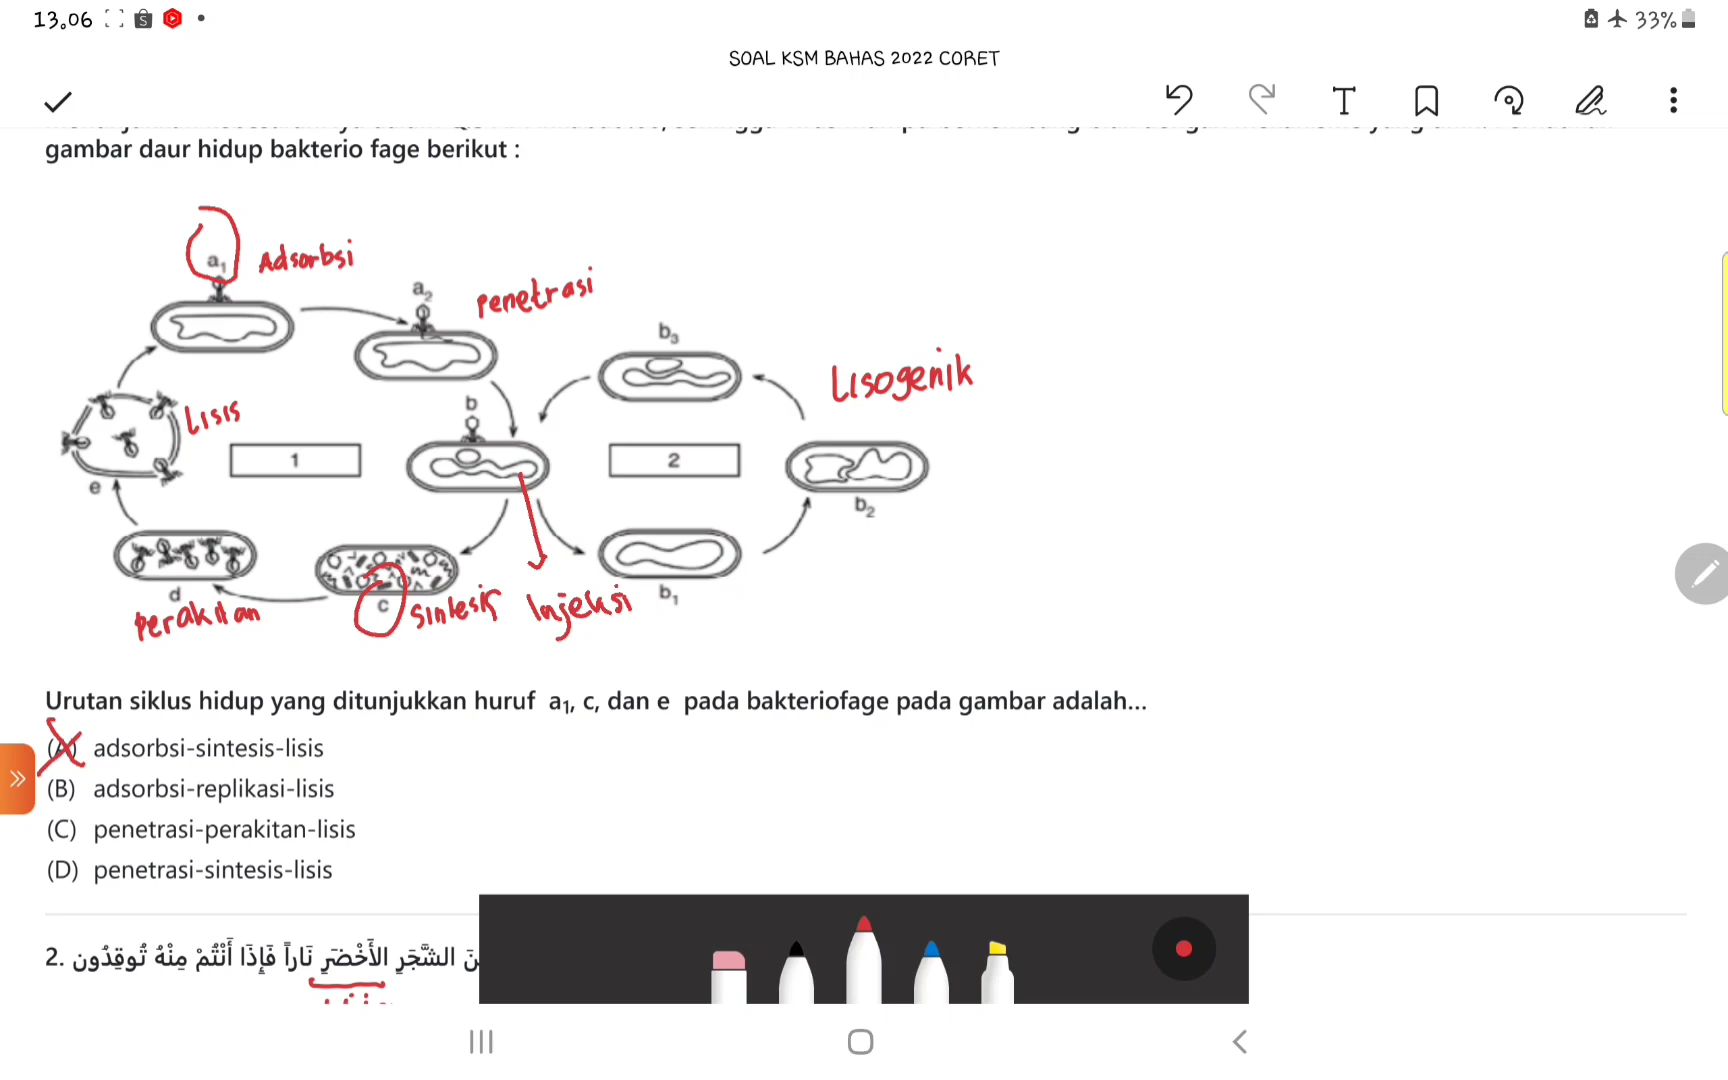 13.06
33%
SOAL KSM BAHAS 2022 CORET
gambar daur hidup bakterio fage berikut :
a₁
Adsorbsi
a₂
Penetrasi
b₃
Lisogenik
b
Lisis
1
2
e
b₂
d
c
b₁
perakitan
sintesis
Injeksi
Urutan siklus hidup yang ditunjukkan huruf a₁, c, dan e pada bakteriofage pada gambar adalah...
(A) adsorbsi-sintesis-lisis
(B) adsorbsi-replikasi-lisis
(C) penetrasi-perakitan-lisis
(D) penetrasi-sintesis-lisis
2. الشَّجَرِ الأَخْضَرِ نَاراً فَإِذَا أَنْتُمْ مِنْهُ تُوقِدُون